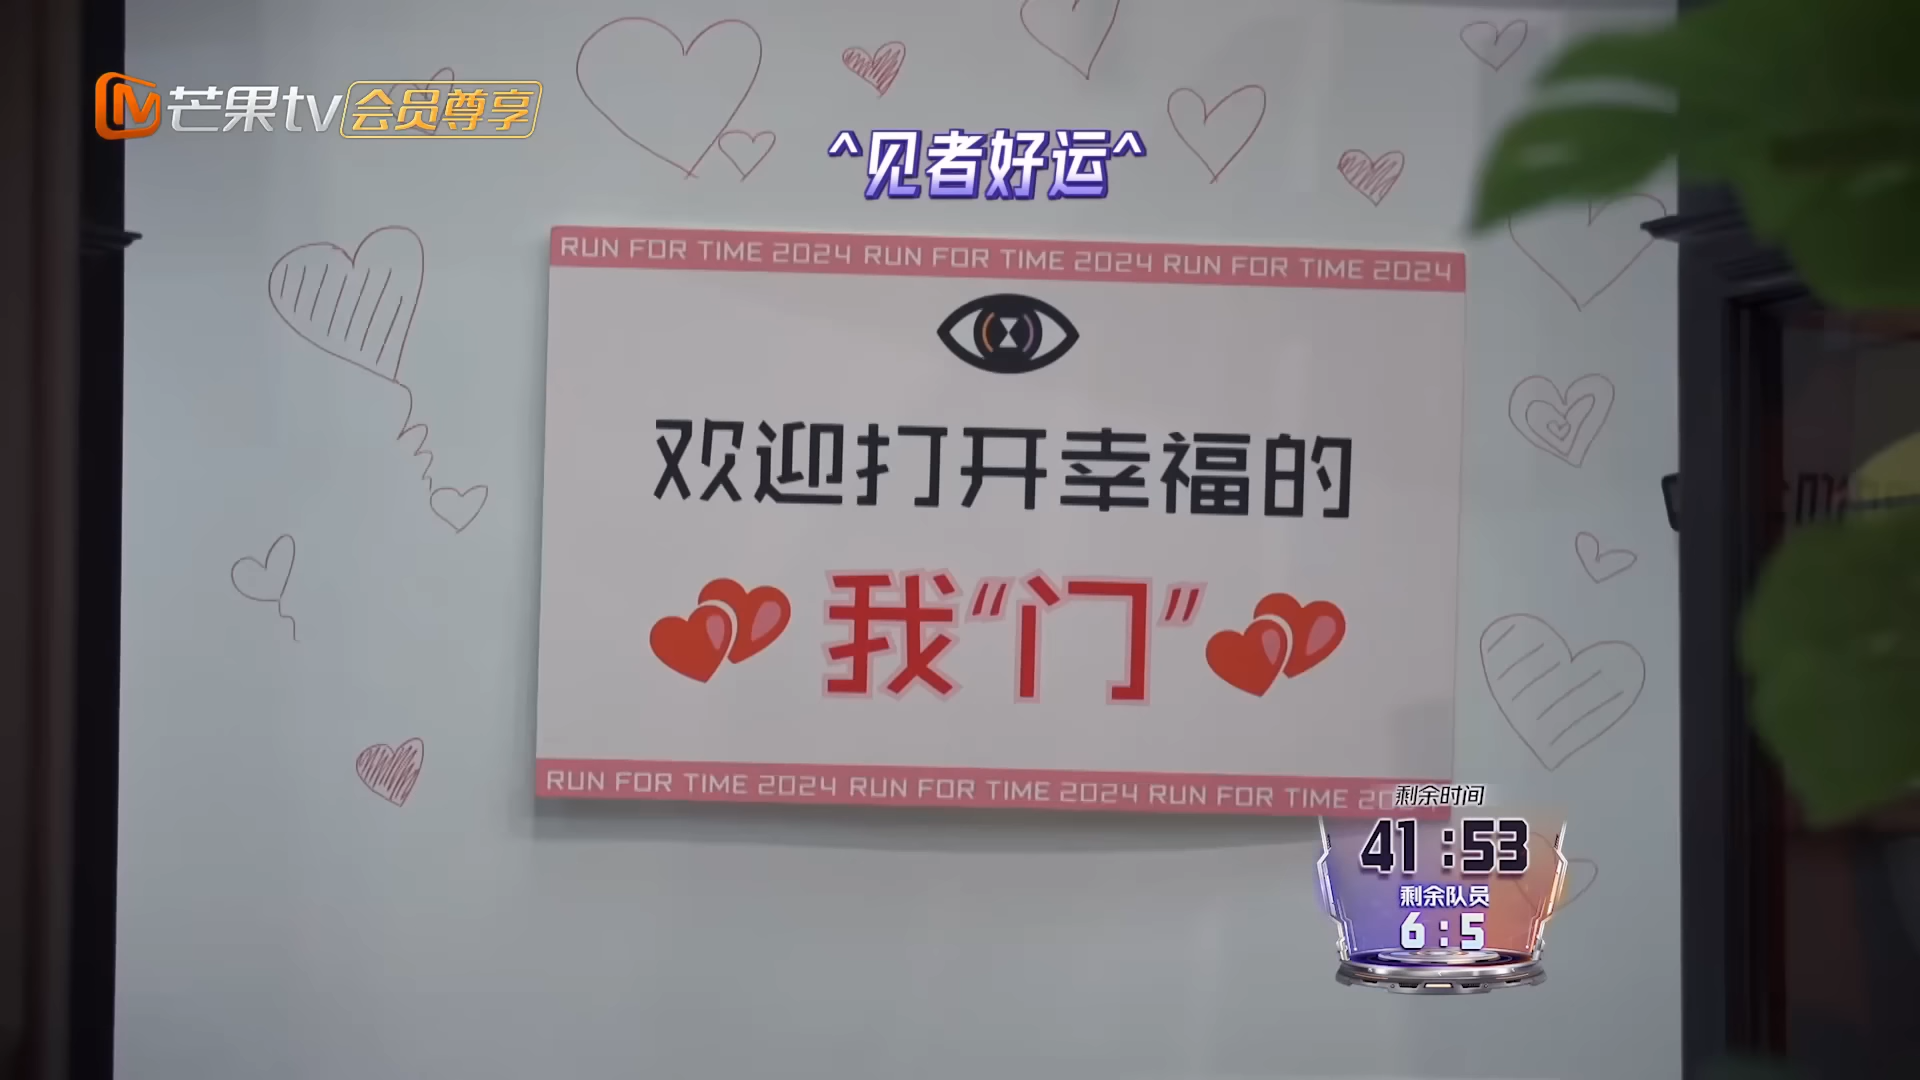 芒果tv会员尊享
^见者好运^
RUN FOR TIME 2024 RUN FOR TIME 2024 RUN FOR TIME 2024
欢迎打开幸福的
我“门”
RUN FOR TIME 2024 RUN FOR TIME 2024 RUN FOR TIME 20
剩余时间
41:53
剩余队员
6:5